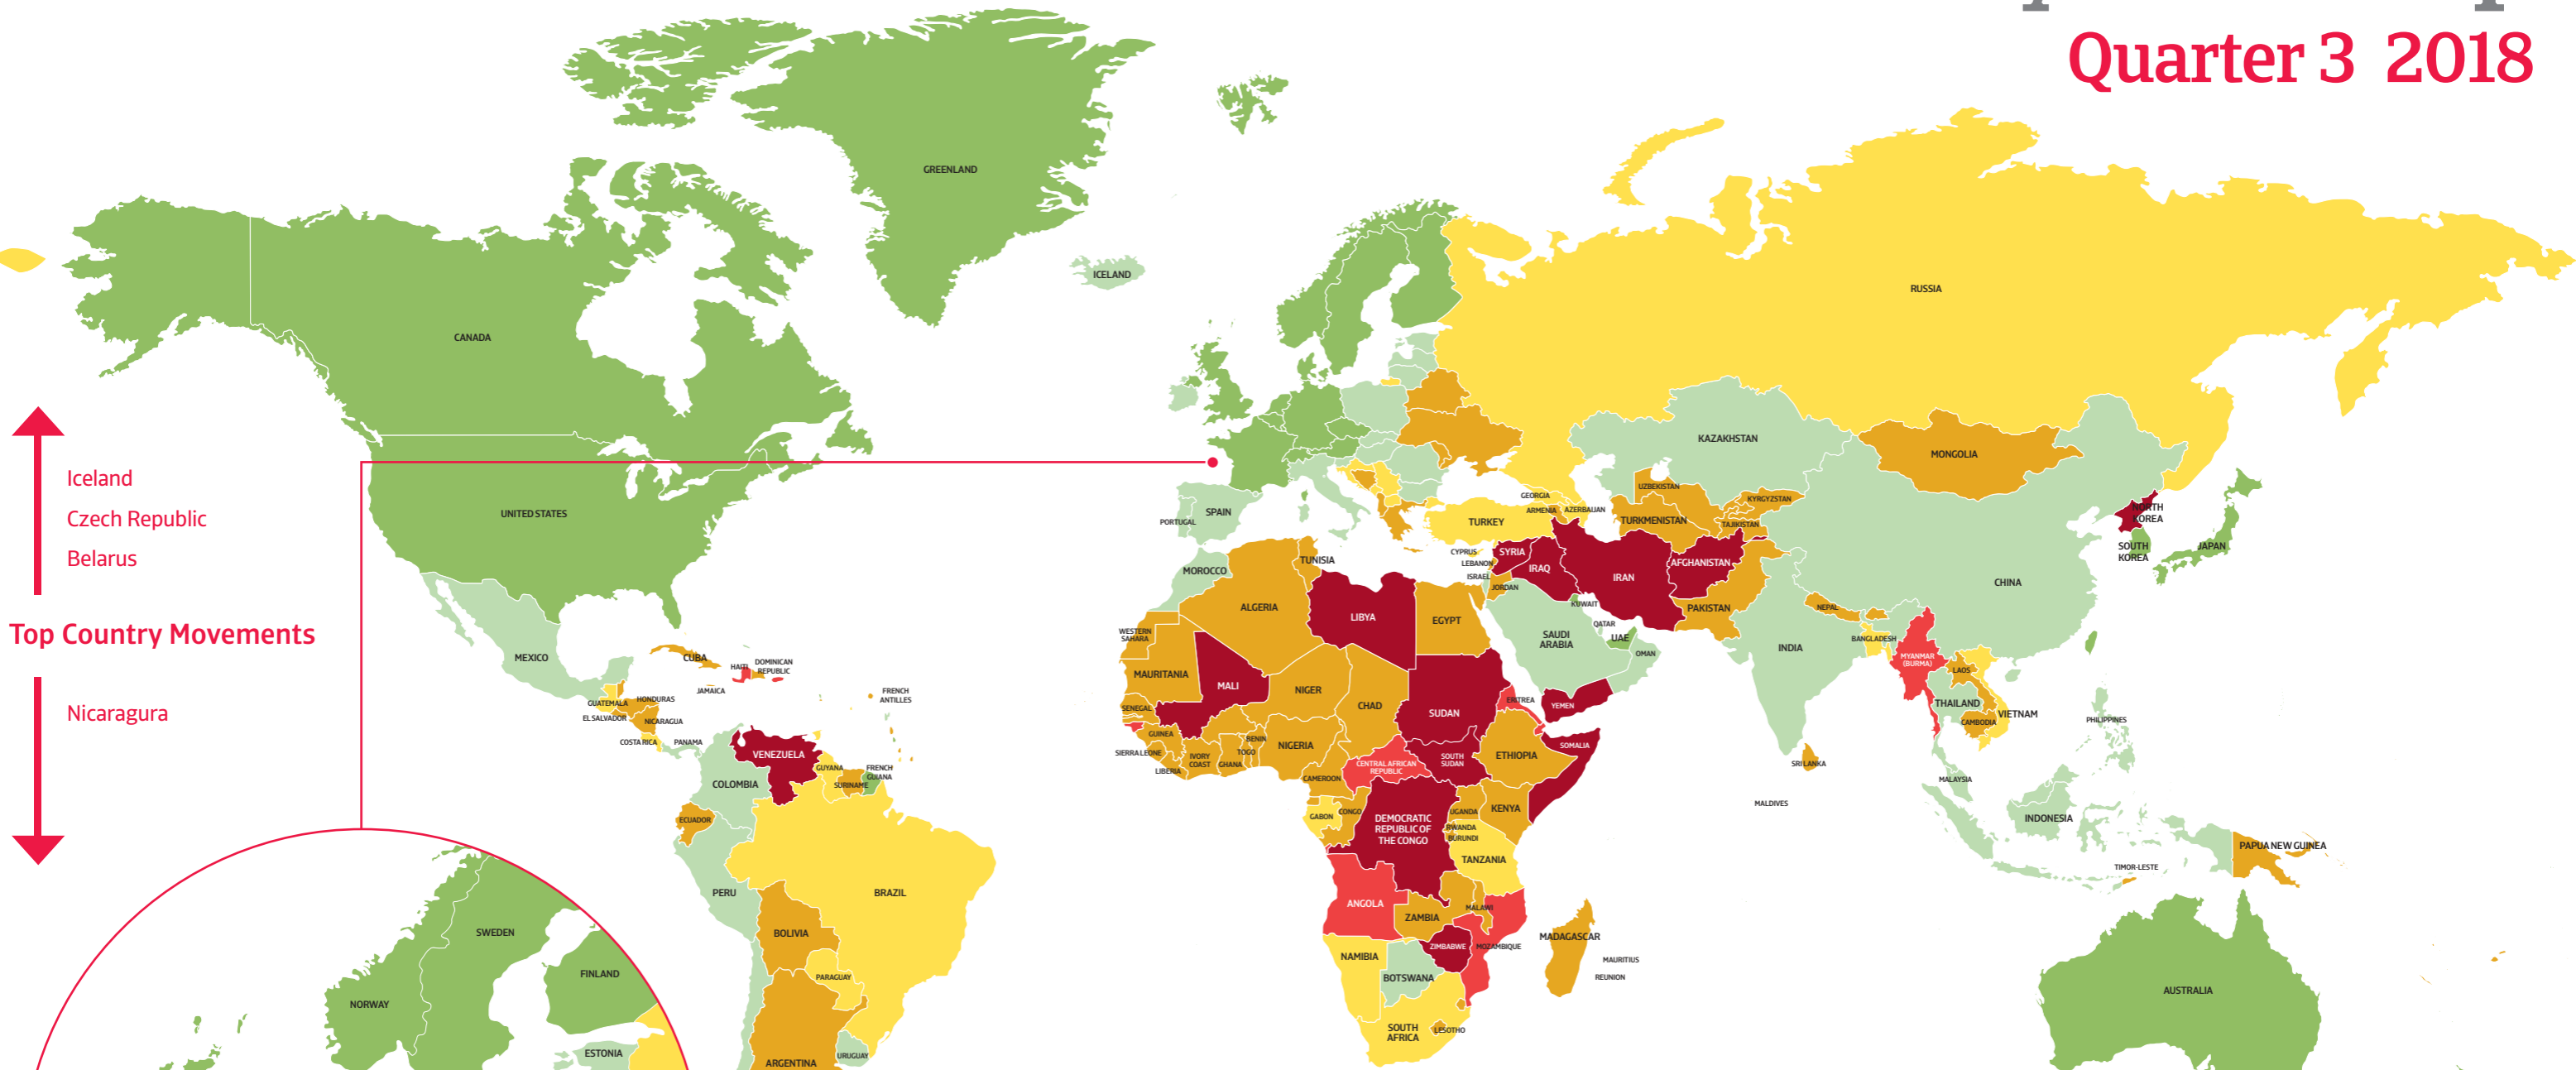 Quarter 3 2018
GREENLAND
ICELAND
RUSSIA
CANADA
Iceland
Czech Republic
Belarus
Top Country Movements
Nicaragura
UNITED STATES
MEXICO
CUBA
HAITI
DOMINICAN
REPUBLIC
JAMAICA
FRENCH
ANTILLES
GUATEMALA
HONDURAS
EL SALVADOR
NICARAGUA
COSTA RICA
PANAMA
VENEZUELA
GUYANA
FRENCH
GUIANA
SURINAME
COLOMBIA
ECUADOR
PERU
BRAZIL
BOLIVIA
PARAGUAY
ARGENTINA
URUGUAY
NORWAY
SWEDEN
FINLAND
ESTONIA
PORTUGAL
SPAIN
MOROCCO
TUNISIA
ALGERIA
LIBYA
EGYPT
WESTERN
SAHARA
MAURITANIA
MALI
NIGER
CHAD
SUDAN
ERITREA
SENEGAL
GUINEA
SIERRA LEONE
LIBERIA
IVORY
COAST
GHANA
TOGO
BENIN
NIGERIA
CAMEROON
CENTRAL AFRICAN
REPUBLIC
SOUTH
SUDAN
ETHIOPIA
SOMALIA
GABON
CONGO
DEMOCRATIC
REPUBLIC OF
THE CONGO
UGANDA
KENYA
RWANDA
BURUNDI
TANZANIA
ANGOLA
ZAMBIA
MALAWI
ZIMBABWE
MOZAMBIQUE
NAMIBIA
BOTSWANA
SOUTH
AFRICA
LESOTHO
MADAGASCAR
MAURITIUS
REUNION
GEORGIA
ARMENIA
AZERBAIJAN
TURKEY
CYPRUS
LEBANON
ISRAEL
SYRIA
IRAQ
JORDAN
IRAN
KUWAIT
QATAR
UAE
SAUDI
ARABIA
OMAN
YEMEN
KAZAKHSTAN
UZBEKISTAN
KYRGYZSTAN
TURKMENISTAN
TAJIKISTAN
AFGHANISTAN
PAKISTAN
MONGOLIA
CHINA
NORTH
KOREA
SOUTH
KOREA
JAPAN
NEPAL
BANGLADESH
INDIA
MYANMAR
(BURMA)
LAOS
THAILAND
CAMBODIA
VIETNAM
PHILIPPINES
SRI LANKA
MALDIVES
MALAYSIA
INDONESIA
PAPUA NEW GUINEA
TIMOR-LESTE
AUSTRALIA